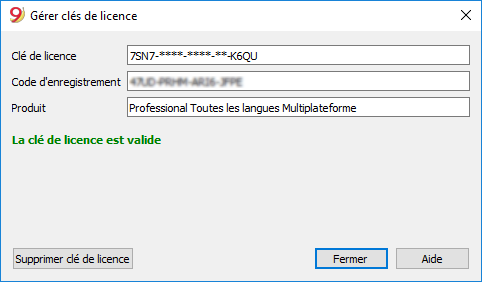 9 Gérer clés de licence
Clé de licence 7SN7-****-****-**-K6QU
Code d'enregistrement
Produit Professional Toutes les langues Multiplateforme
La clé de licence est valide
Supprimer clé de licence Fermer Aide